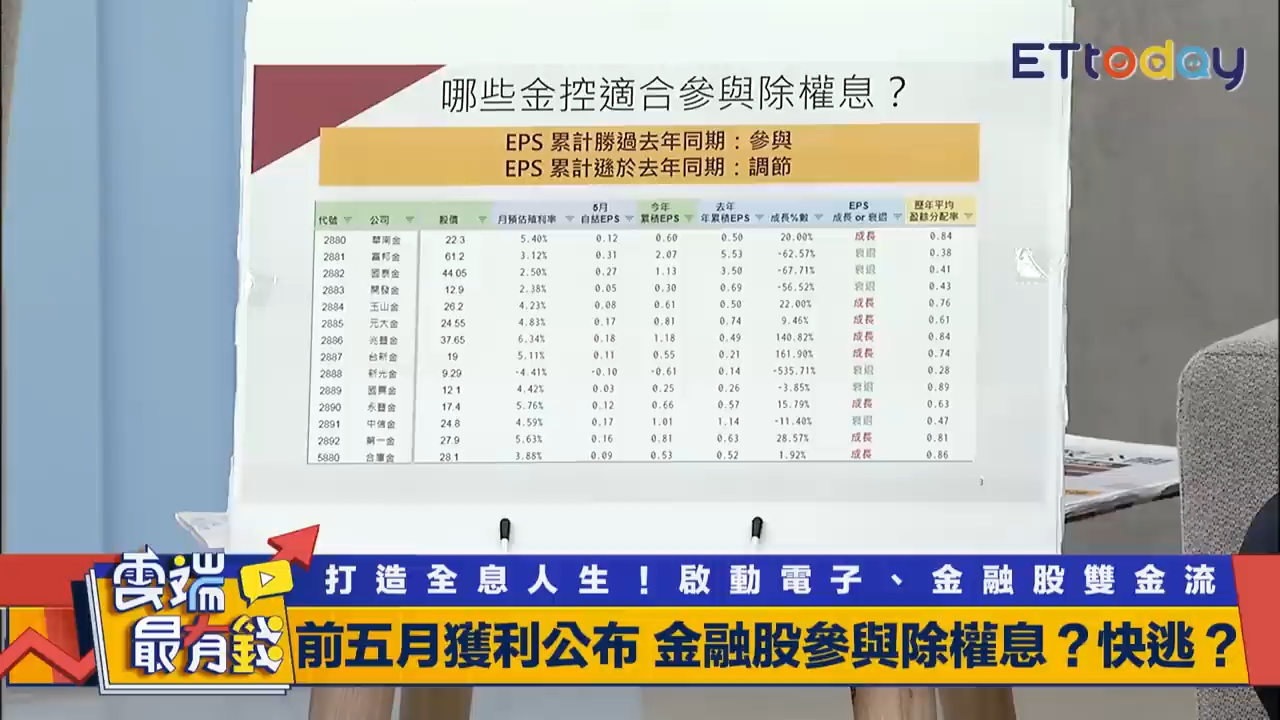 ETtoday
哪些金控適合參與除權息？
EPS 累計勝過去年同期：參與
EPS 累計遜於去年同期：調節
代號 公司 股價 月預估殖利率 5月自結EPS 今年累積EPS 去年年累積EPS 成長%數 EPS成長 or 衰退 歷年平均盈餘分配率
2880 華南金 22.3 5.40% 0.12 0.60 0.50 20.00% 成長 0.84
2881 富邦金 61.2 3.12% 0.31 2.07 5.53 -62.57% 衰退 0.38
2882 國泰金 44.05 2.50% 0.27 1.13 3.50 -67.71% 衰退 0.41
2883 開發金 12.9 2.38% 0.05 0.30 0.69 -56.52% 衰退 0.43
2884 玉山金 26.2 4.23% 0.08 0.61 0.50 22.00% 成長 0.76
2885 元大金 24.55 4.83% 0.17 0.81 0.74 9.46% 成長 0.61
2886 兆豐金 37.65 6.34% 0.18 1.18 0.49 140.82% 成長 0.84
2887 台新金 19 5.11% 0.11 0.55 0.21 161.90% 成長 0.74
2888 新光金 9.29 -4.41% -0.10 -0.61 0.14 -535.71% 衰退 0.28
2889 國票金 12.1 4.42% 0.03 0.25 0.26 -3.85% 衰退 0.89
2890 永豐金 17.4 5.76% 0.12 0.66 0.57 15.79% 成長 0.63
2891 中信金 24.8 4.59% 0.17 1.01 1.14 -11.40% 衰退 0.47
2892 第一金 27.9 5.63% 0.16 0.81 0.63 28.57% 成長 0.81
5880 合庫金 28.1 3.88% 0.09 0.53 0.52 1.92% 成長 0.86
3
雲端最有錢
打造全息人生！啟動電子、金融股雙金流
前五月獲利公布 金融股參與除權息？快逃？